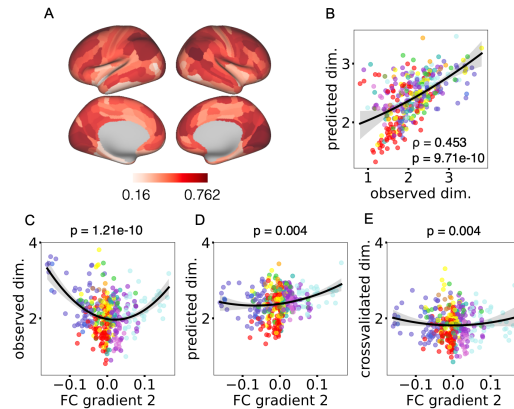 A
0.16 0.762
B
predicted dim.
3
2
ρ = 0.453
p = 9.71e-10
1 2 3
observed dim.
C
p = 1.21e-10
observed dim.
4
2
−0.1 0.0 0.1
FC gradient 2
D
p = 0.004
predicted dim.
4
2
−0.1 0.0 0.1
FC gradient 2
E
p = 0.004
crossvalidated dim.
4
2
−0.1 0.0 0.1
FC gradient 2